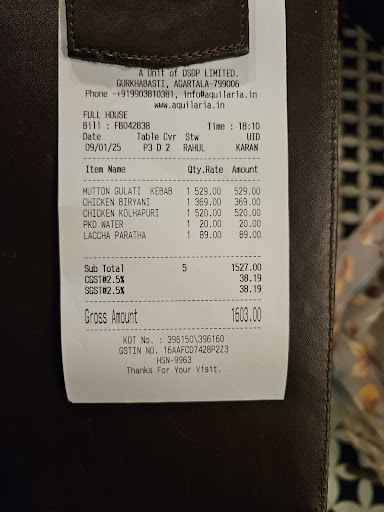 A Unit of DSDP LIMITED.
GURKHABASTI, AGARTALA-799006
Phone -+919903810381, info@aquilaria.in
www.aquilaria.in
FULL HOUSE
Bill : FB042838 Time : 18:10
Date Table Cvr Stw UID
09/01/25 P3 D 2 RAHUL KARAN
Item Name Qty.Rate Amount
MUTTON GULATI KEBAB 1 529.00 529.00
CHICKEN BIRYANI 1 369.00 369.00
CHICKEN KOLHAPURI 1 520.00 520.00
PKD WATER 1 20.00 20.00
LACCHA PARATHA 1 89.00 89.00
Sub Total 5 1527.00
CGST@2.5% 38.19
SGST@2.5% 38.19
Gross Amount 1603.00
KOT No. : 396150\396160
GSTIN NO. 16AAFCD7428P2Z3
HSN-9963
Thanks For Your Visit.